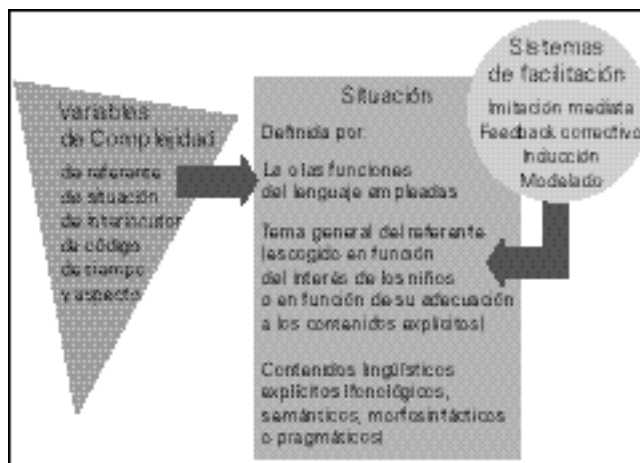 Variables
de Complejidad
de referente
de situación
de interlocutor
de código
de tiempo
y aspecto
Situación
Definida por:
La o las funciones
del lenguaje empleadas
Tema general del referente
(escogido en función
del interés de los niños
o en función de su adecuación
a los contenidos explícitos)
Contenidos lingüísticos
explícitos (fonológicos,
semánticos, morfosintácticos
o pragmáticos)
Sistemas
de facilitación
Imitación mediata
Feedback correctivo
Inducción
Modelado